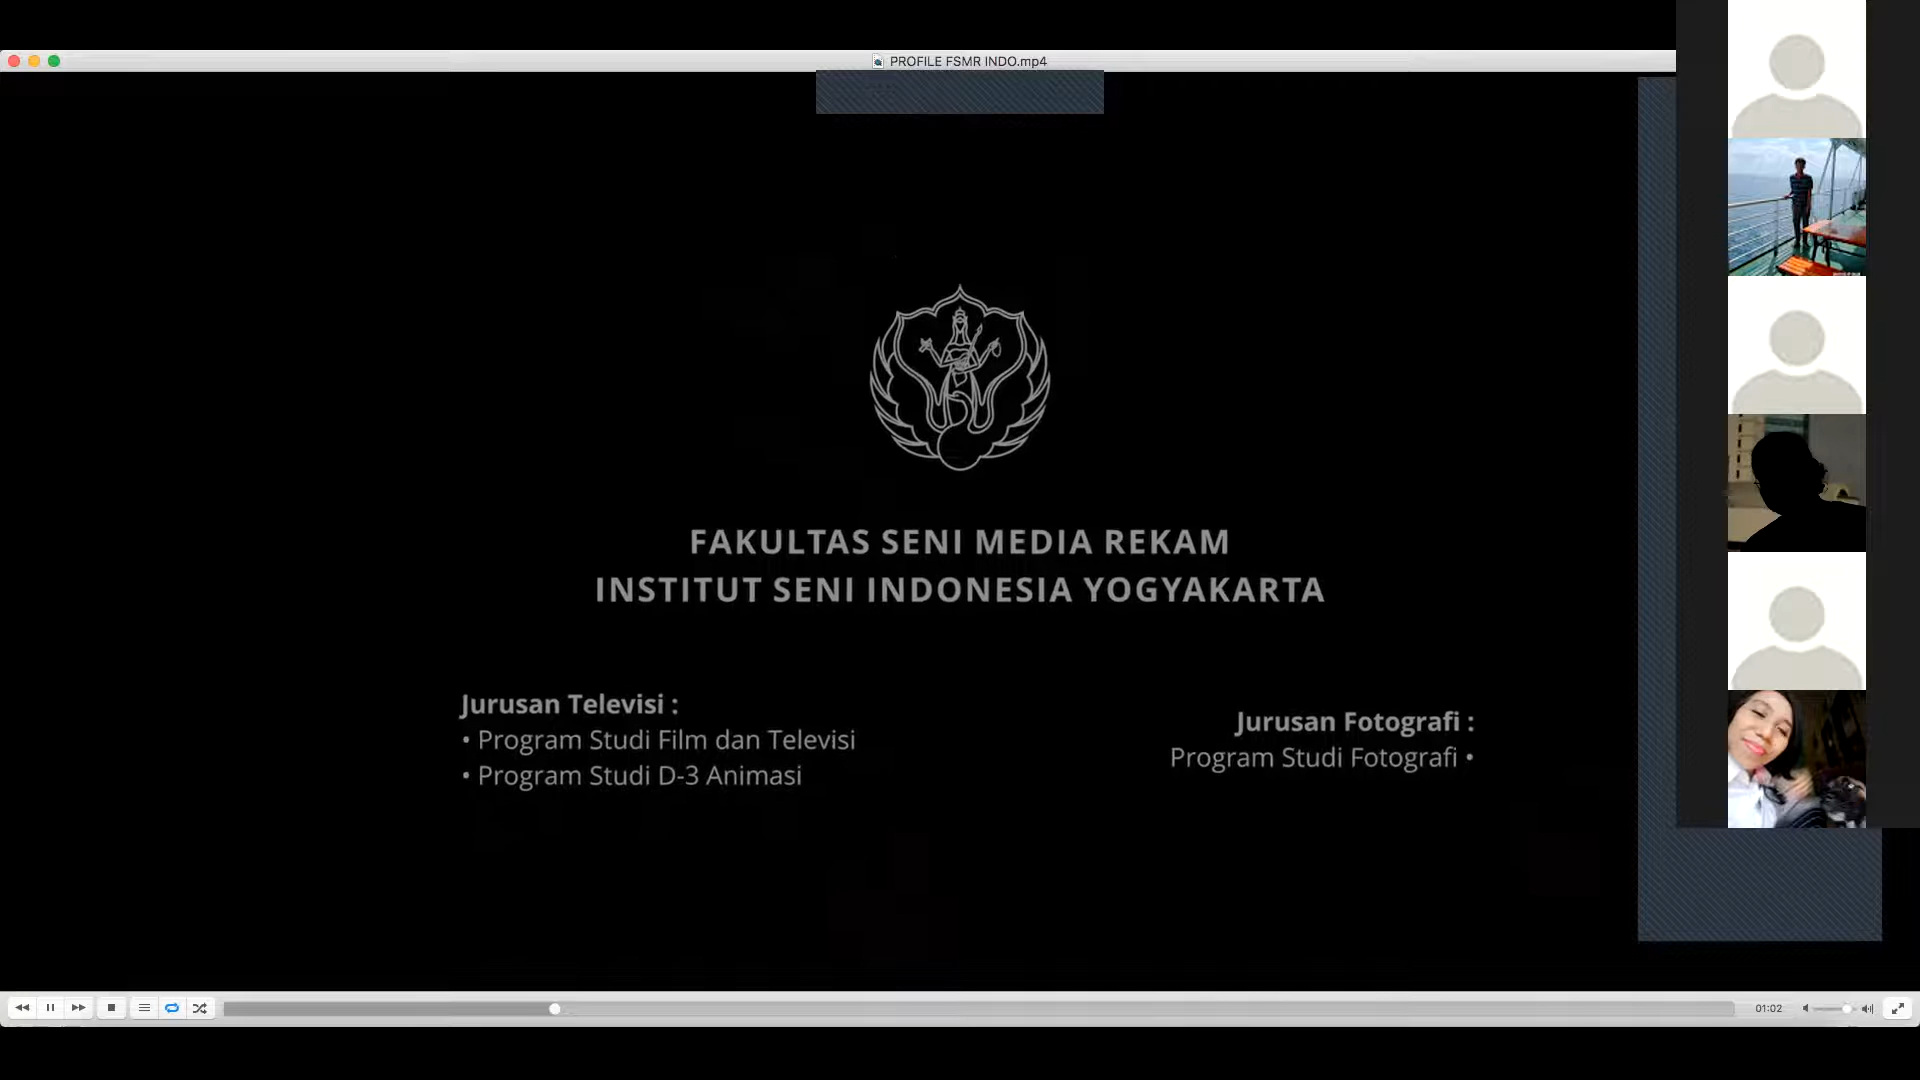 PROFILE FSMR INDO.mp4
FAKULTAS SENI MEDIA REKAM
INSTITUT SENI INDONESIA YOGYAKARTA
Jurusan Televisi :
• Program Studi Film dan Televisi
• Program Studi D-3 Animasi
Jurusan Fotografi :
Program Studi Fotografi •
01:02